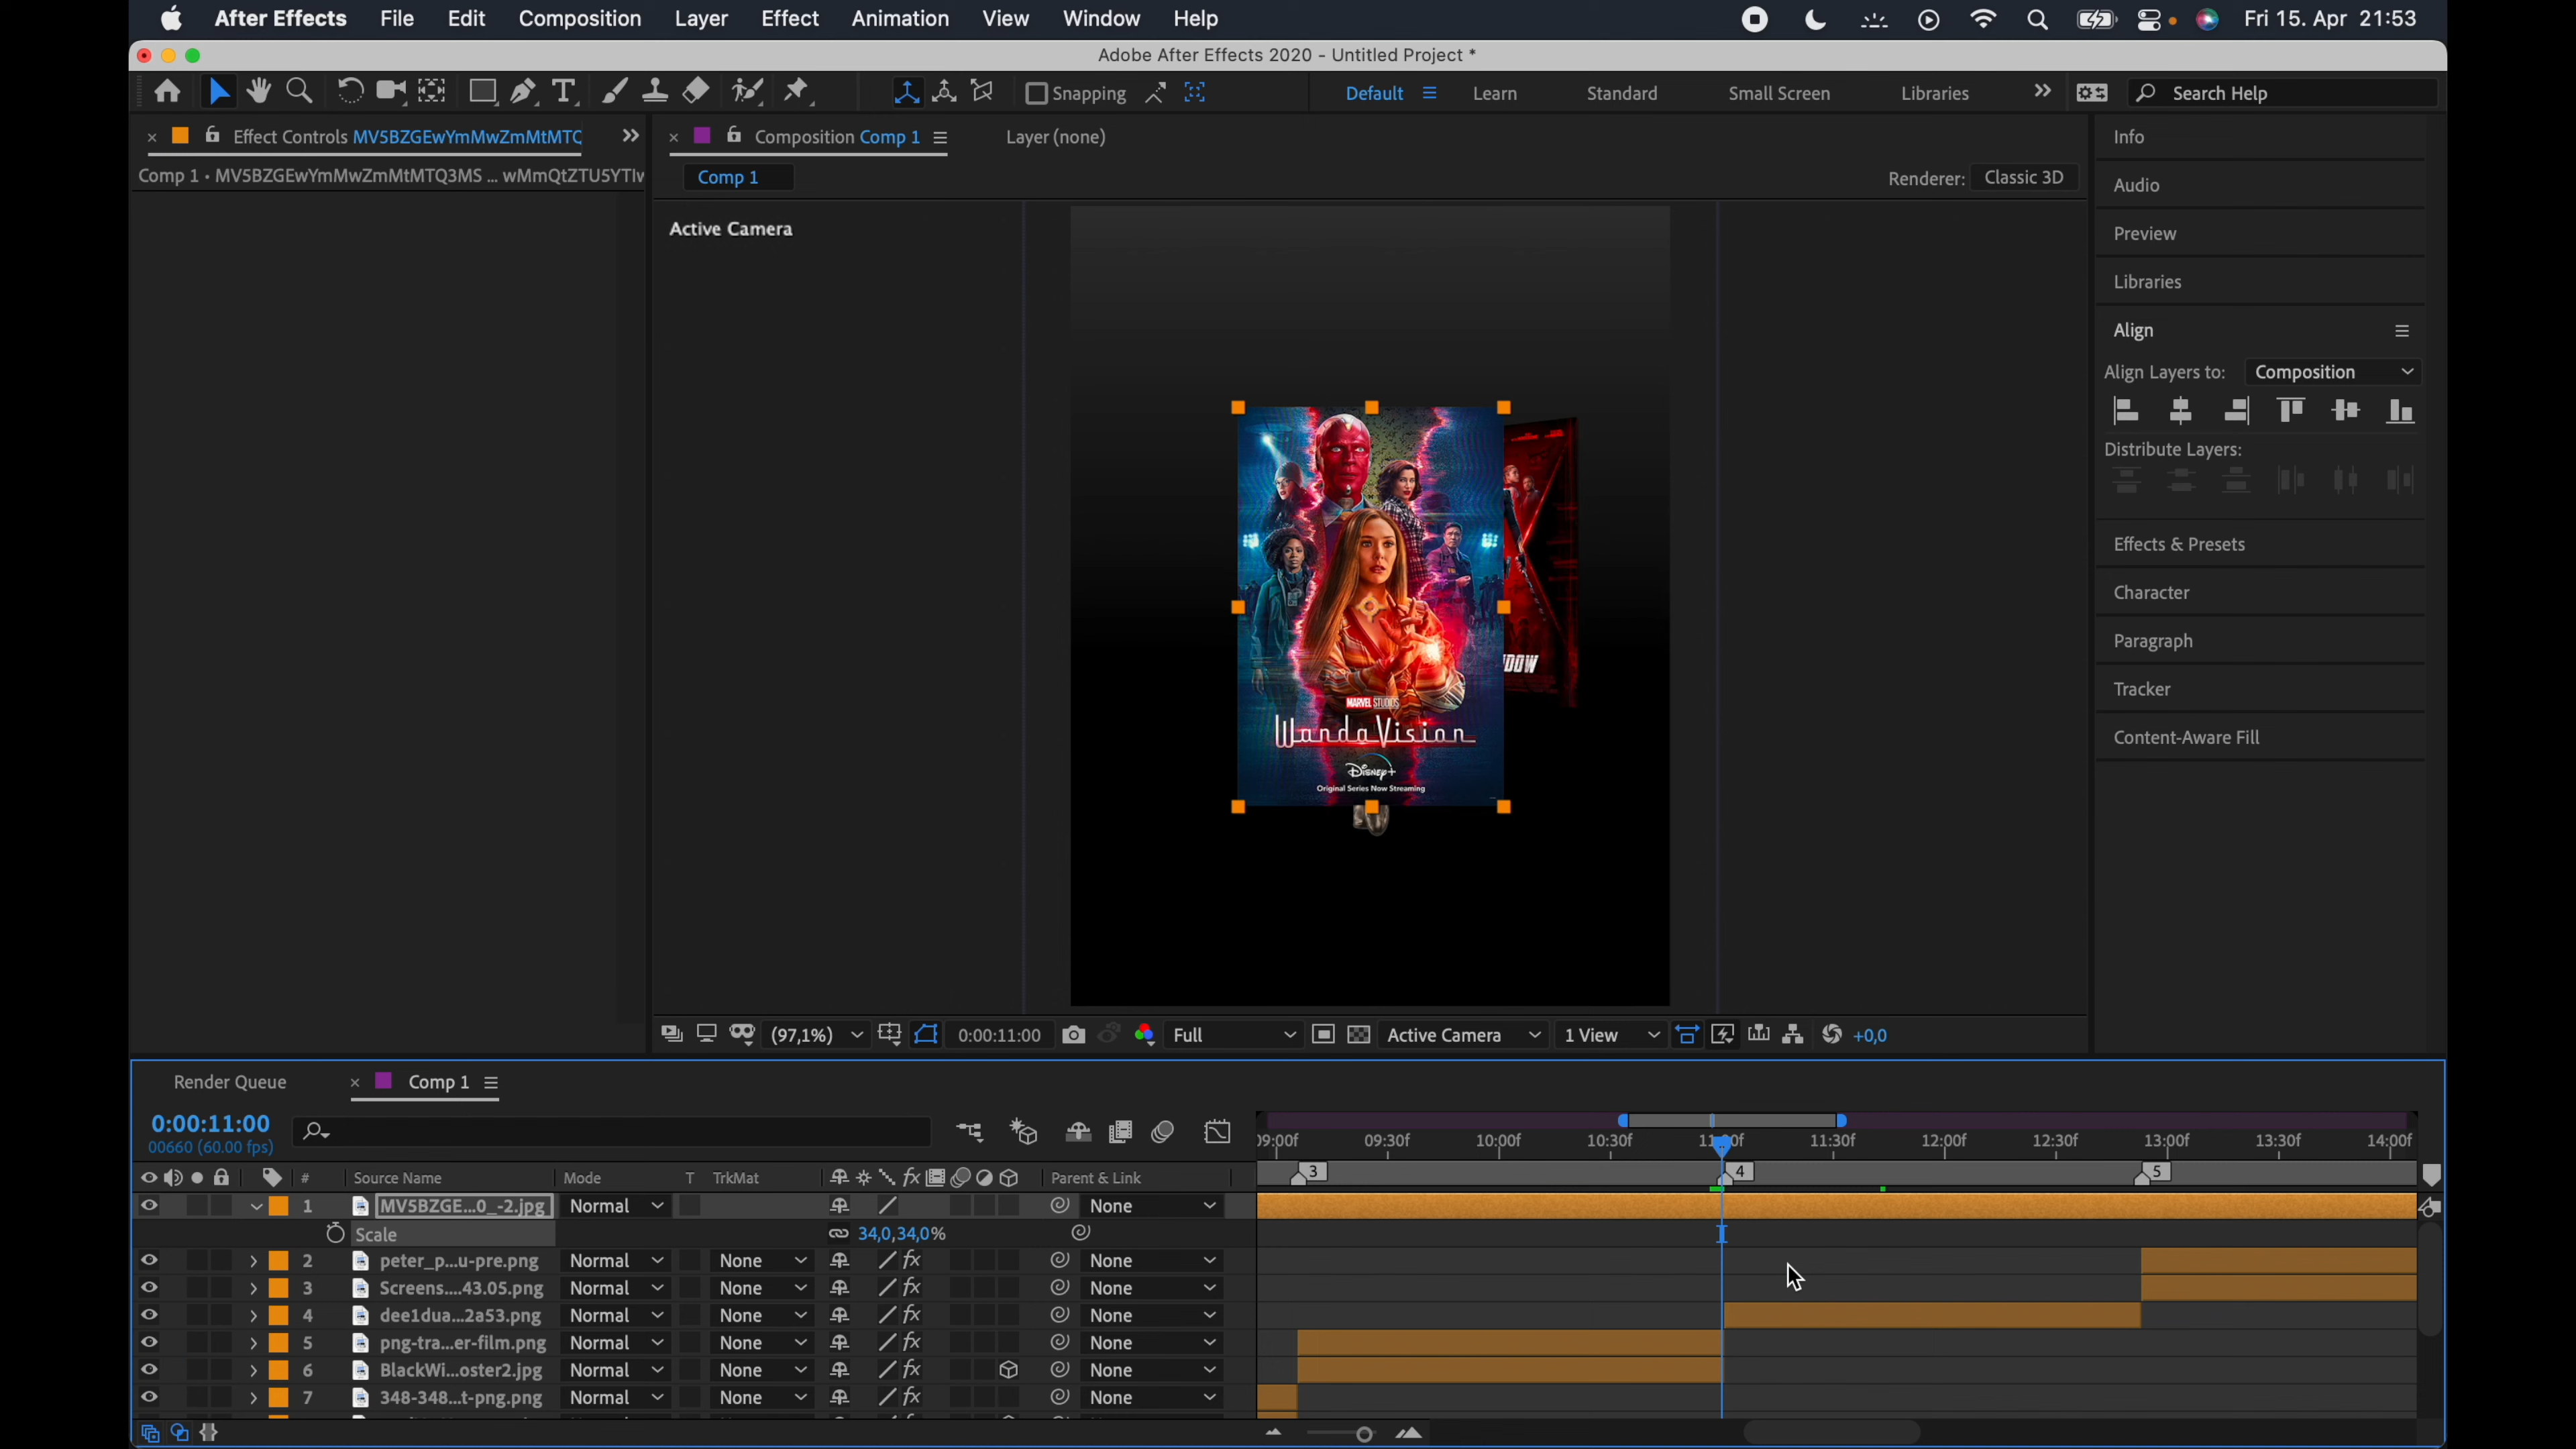 After Effects File Edit Composition Layer Effect Animation View Window Help Fri 15. Apr 21:53
Adobe After Effects 2020 - Untitled Project *
Snapping Default Learn Standard Small Screen Libraries Search Help
Effect Controls MV5BZGEwYmMwZmMtMTQ
Composition Comp 1 Layer (none)
Comp 1 • MV5BZGEwYmMwZmMtMTQ3MS ... wMmQtZTU5YTIw
Comp 1
Renderer: Classic 3D
Active Camera
Info
Audio
Preview
Libraries
Align
Align Layers to: Composition
Distribute Layers:
Effects & Presets
Character
Paragraph
Tracker
Content-Aware Fill
DOW
MARVEL STUDIOS
WandaVision
Disney+
Original Series Now Streaming
(97,1%) 0:00:11:00 Full Active Camera 1 View +0,0
Render Queue Comp 1
0:00:11:00
00660 (60.00 fps)
09:00f 09:30f 10:00f 10:30f 11:00f 11:30f 12:00f 12:30f 13:00f 13:30f 14:00f
# Source Name Mode T TrkMat fx Parent & Link 3 4 5
1 MV5BZGE...0_-2.jpg Normal None
Scale 34,0,34,0%
2 peter_p...u-pre.png Normal None fx None
3 Screens....43.05.png Normal None fx None
4 dee1dua...2a53.png Normal None fx None
5 png-tra...er-film.png Normal None fx None
6 BlackWi...oster2.jpg Normal None fx None
7 348-348...t-png.png Normal None fx None